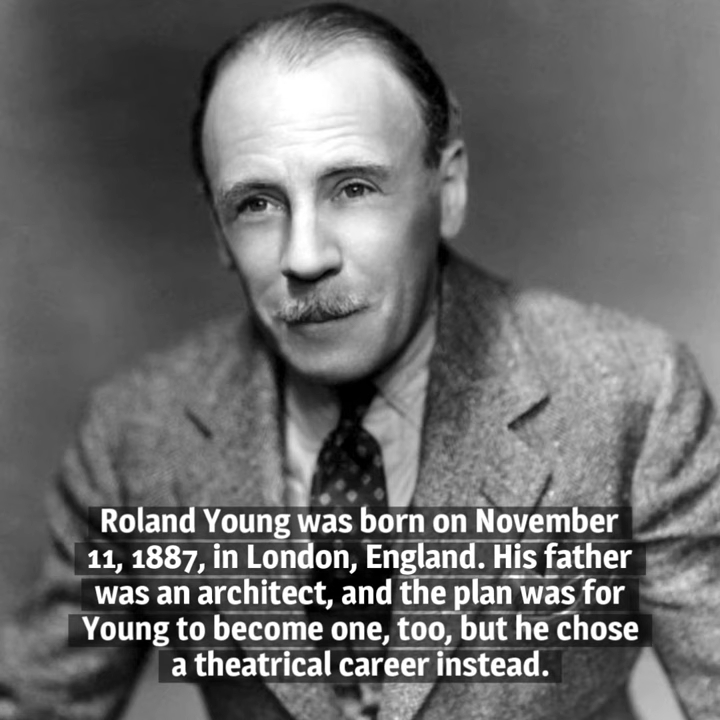 Roland Young was born on November
11, 1887, in London, England. His father
was an architect, and the plan was for
Young to become one, too, but he chose
a theatrical career instead.